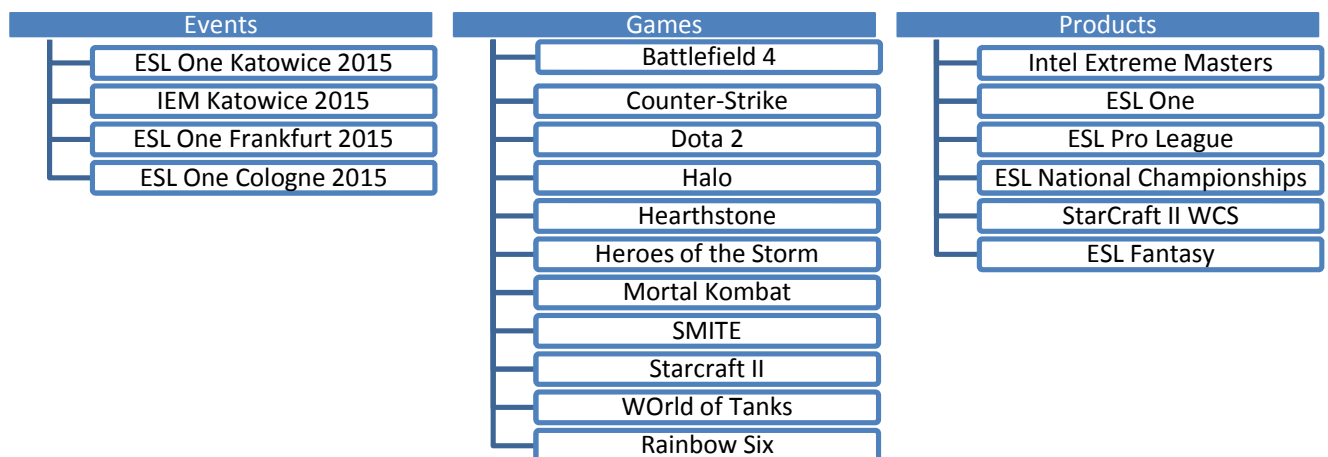 Events
ESL One Katowice 2015
IEM Katowice 2015
ESL One Frankfurt 2015
ESL One Cologne 2015
Games
Battlefield 4
Counter-Strike
Dota 2
Halo
Hearthstone
Heroes of the Storm
Mortal Kombat
SMITE
Starcraft II
WOrld of Tanks
Rainbow Six
Products
Intel Extreme Masters
ESL One
ESL Pro League
ESL National Championships
StarCraft II WCS
ESL Fantasy